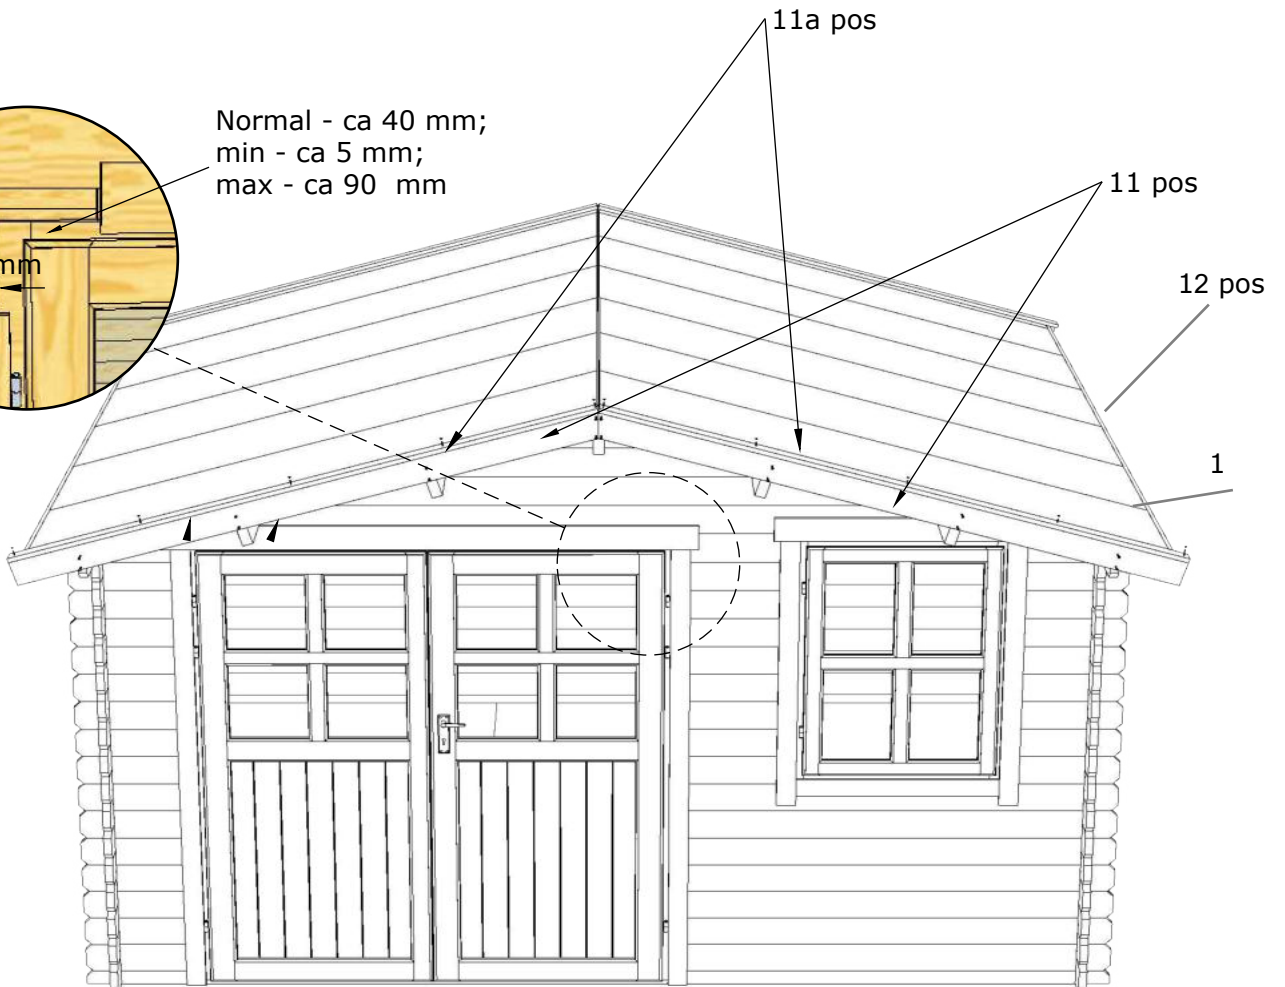 11a pos
Normal - ca 40 mm;
min - ca 5 mm;
max - ca 90 mm
11 pos
mm
12 pos
1